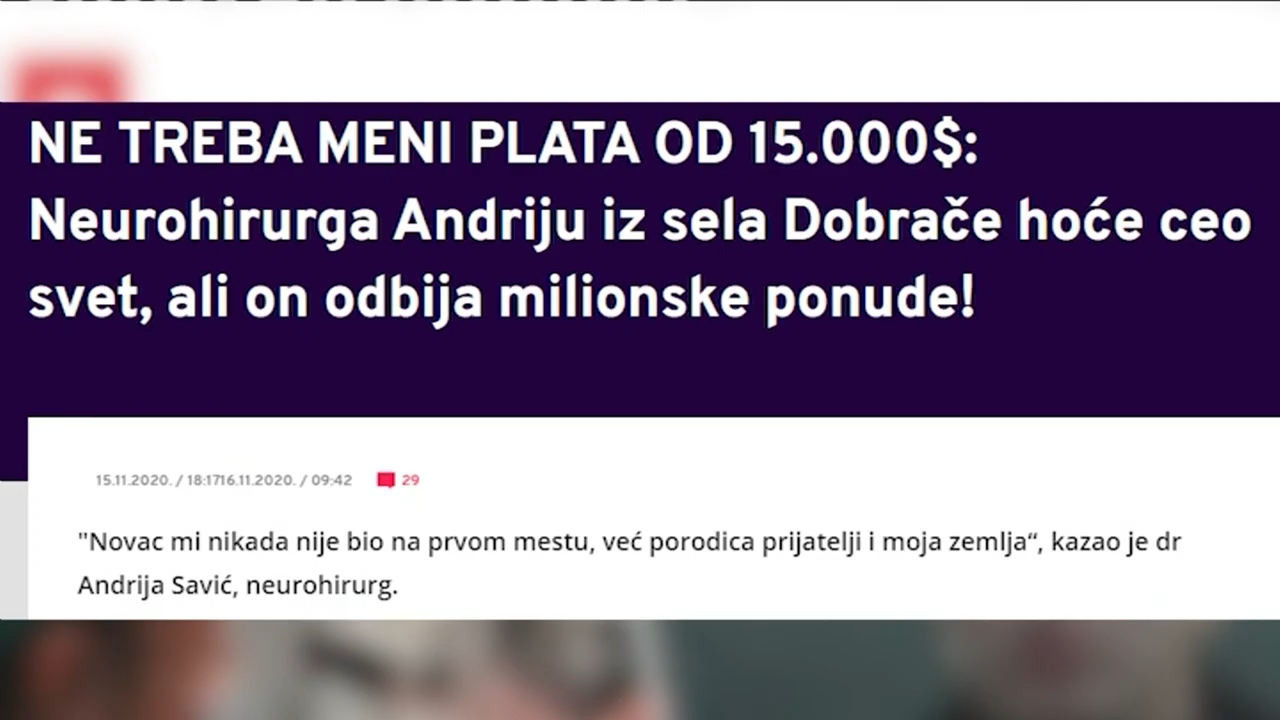 NE TREBA MENI PLATA OD 15.000$:
Neurohirurga Andriju iz sela Dobrače hoće ceo
svet, ali on odbija milionske ponude!
15.11.2020. / 18:1716.11.2020. / 09:42 29
"Novac mi nikada nije bio na prvom mestu, već porodica prijatelji i moja zemlja“, kazao je dr
Andrija Savić, neurohirurg.